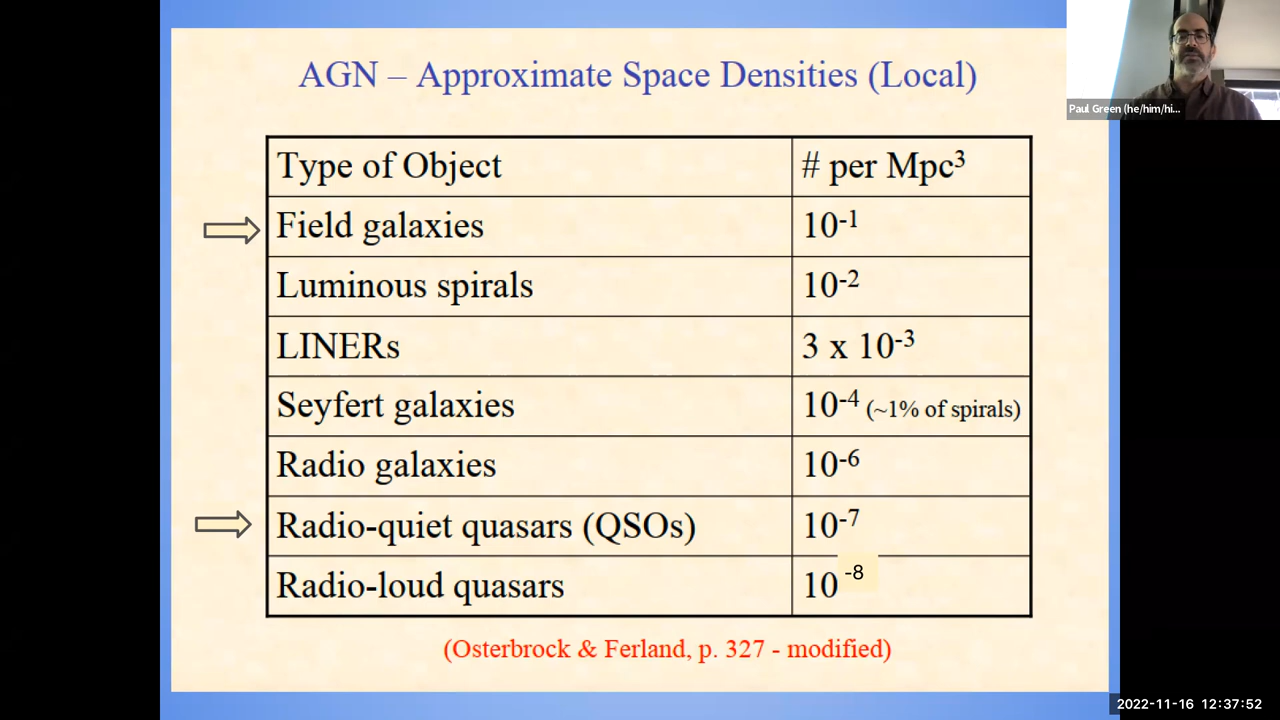 AGN – Approximate Space Densities (Local)
Paul Green (he/him/hi...
Type of Object # per Mpc³
Field galaxies 10⁻¹
Luminous spirals 10⁻²
LINERs 3 x 10⁻³
Seyfert galaxies 10⁻⁴ (~1% of spirals)
Radio galaxies 10⁻⁶
Radio-quiet quasars (QSOs) 10⁻⁷
Radio-loud quasars 10 ⁻⁸
(Osterbrock & Ferland, p. 327 - modified)
2022-11-16 12:37:52